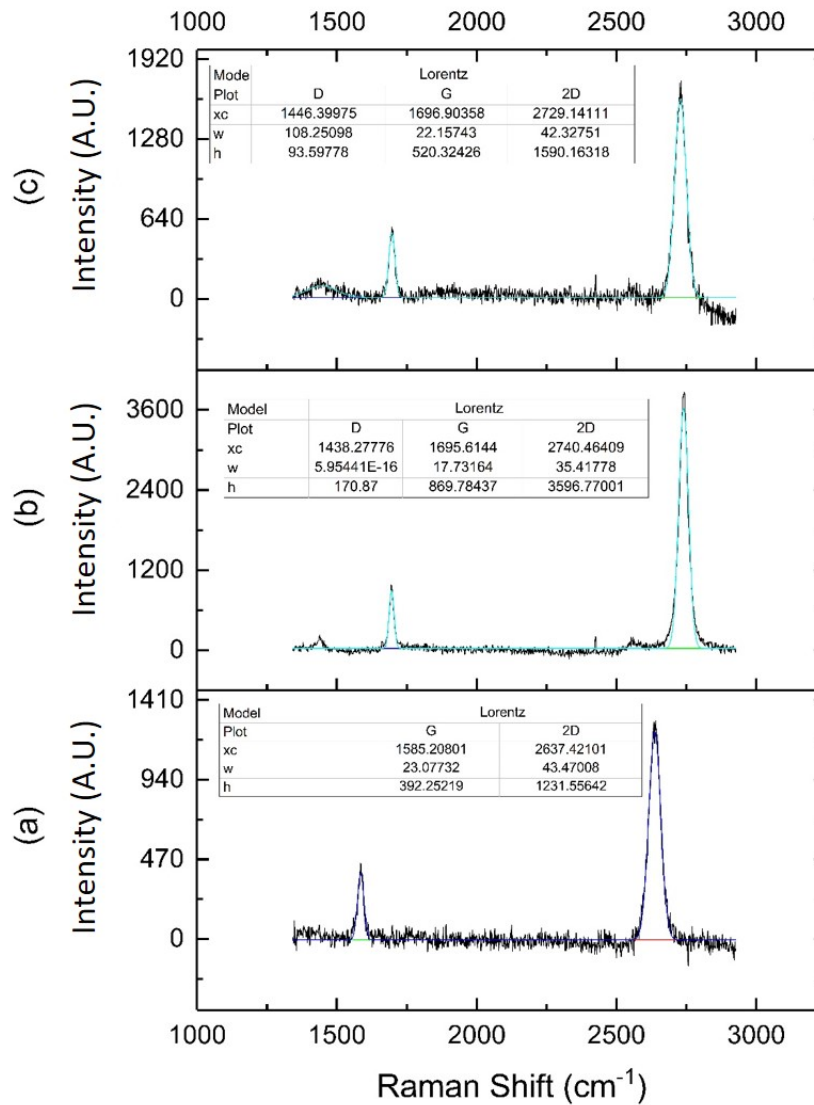 1000 1500 2000 2500 3000
(c)
Intensity (A.U.)
1920
1280
640
0
Mode Lorentz
Plot D G 2D
xc 1446.39975 1696.90358 2729.14111
w 108.25098 22.15743 42.32751
h 93.59778 520.32426 1590.16318
(b)
Intensity (A.U.)
3600
2400
1200
0
Model Lorentz
Plot D G 2D
xc 1438.27776 1695.6144 2740.46409
w 5.95441E-16 17.73164 35.41778
h 170.87 869.78437 3596.77001
(a)
Intensity (A.U.)
1410
940
470
0
Model Lorentz
Plot G 2D
xc 1585.20801 2637.42101
w 23.07732 43.47008
h 392.25219 1231.55642
1000 1500 2000 2500 3000
Raman Shift (cm⁻¹)